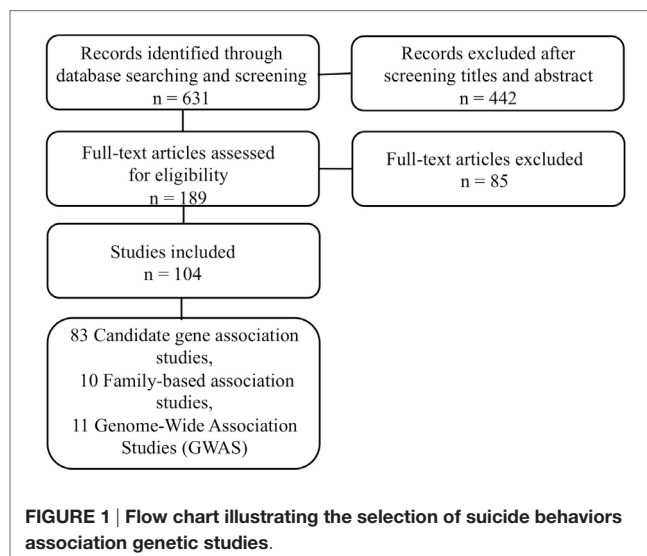 Records identified through
database searching and screening
n = 631
Records excluded after
screening titles and abstract
n = 442
Full-text articles assessed
for eligibility
n = 189
Full-text articles excluded
n = 85
Studies included
n = 104
83 Candidate gene association
studies,
10 Family-based association
studies,
11 Genome-Wide Association
Studies (GWAS)
FIGURE 1 | Flow chart illustrating the selection of suicide behaviors
association genetic studies.